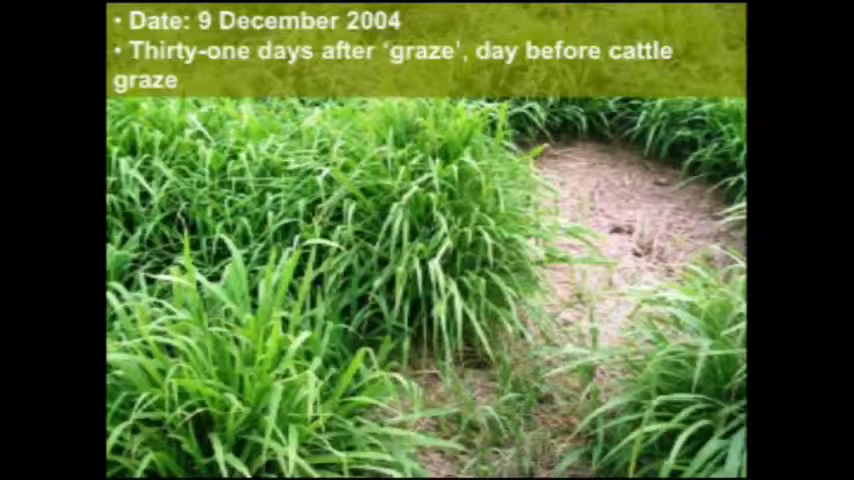 • Date: 9 December 2004
• Thirty-one days after ‘graze’, day before cattle
graze